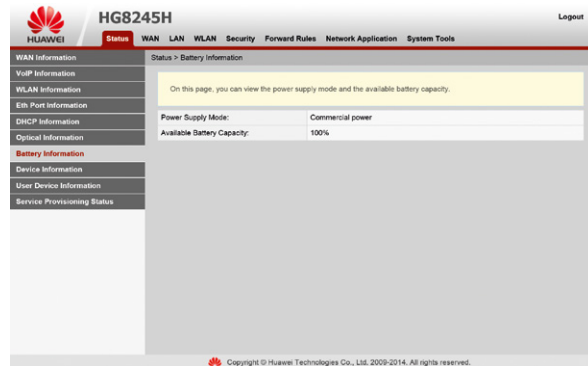 HG8245H
Logout
HUAWEI
Status WAN LAN WLAN Security Forward Rules Network Application System Tools
WAN Information
Status > Battery Information
VoIP Information
WLAN Information
On this page, you can view the power supply mode and the available battery capacity.
Eth Port Information
DHCP Information
Power Supply Mode: Commercial power
Optical Information
Available Battery Capacity: 100%
Battery Information
Device Information
User Device Information
Service Provisioning Status
Copyright © Huawei Technologies Co., Ltd. 2009-2014. All rights reserved.